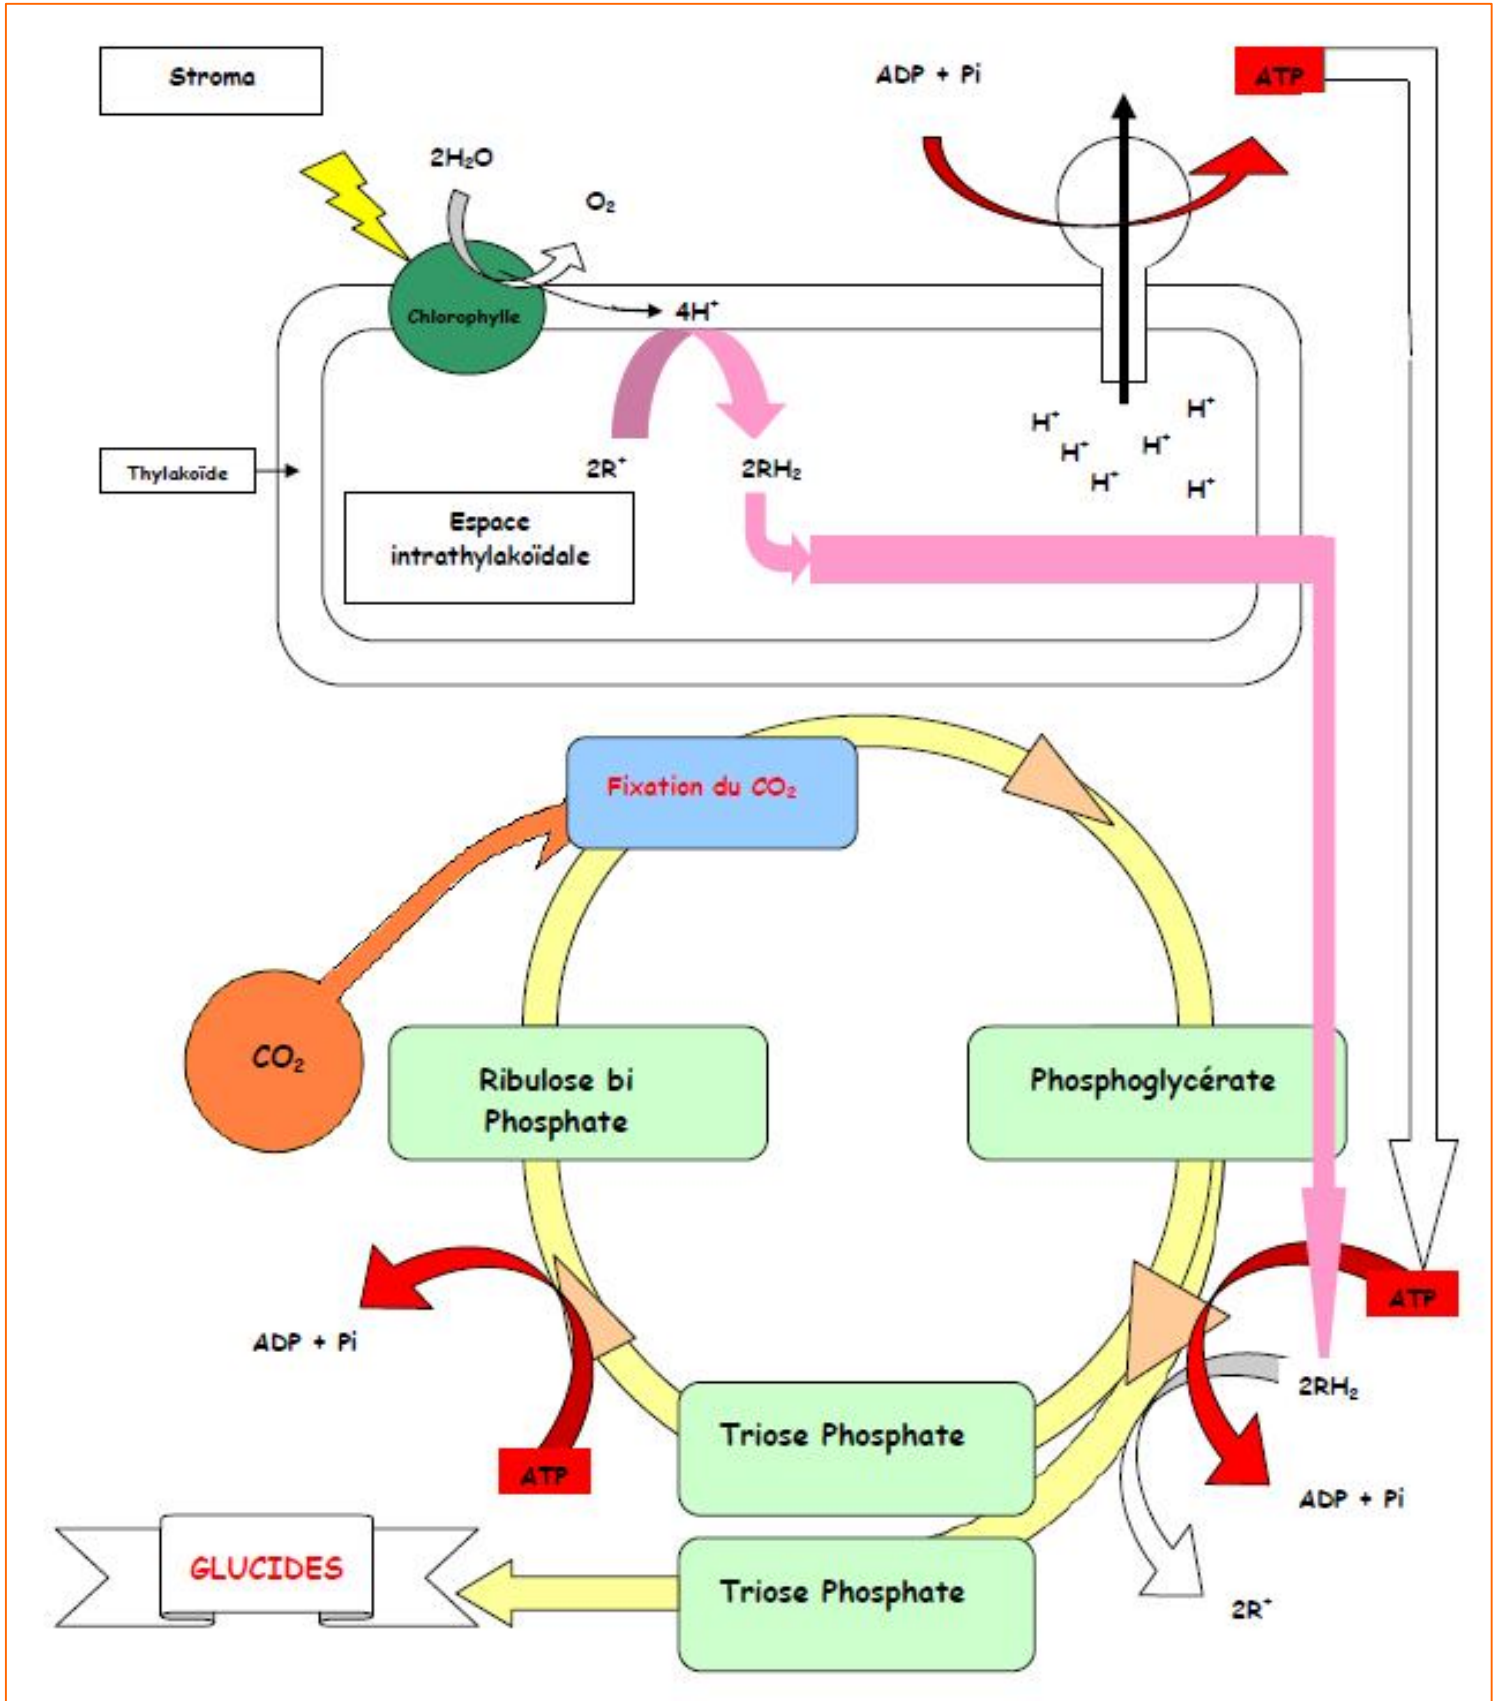 Stroma
ADP + Pi
ATP
2H₂O
O₂
Chlorophylle
4H⁺
H⁺
H⁺
H⁺
H⁺
H⁺
H⁺
Thylakoïde
2R⁺
2RH₂
Espace
intrathylakoïdale
Fixation du CO₂
CO₂
Ribulose bi
Phosphate
Phosphoglycérate
ADP + Pi
ATP
2RH₂
Triose Phosphate
ATP
ADP + Pi
GLUCIDES
Triose Phosphate
2R⁺